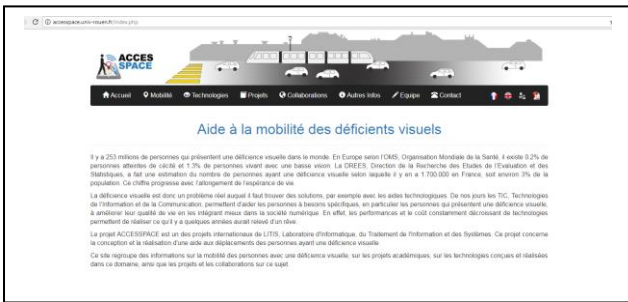 accesspace.univ-rouen.fr/index.php
ACCES
SPACE
Accueil Mobilité Technologies Projets Collaborations Autres Infos Equipe Contact
Aide à la mobilité des déficients visuels
Il y a 253 millions de personnes qui présentent une déficience visuelle dans le monde. En Europe selon l'OMS, Organisation Mondiale de la Santé, il existe 0.2% de
personnes atteintes de cécité et 1.3% de personnes vivant avec une basse vision. La DREES, Direction de la Recherche des Etudes de l'Evaluation et des
Statistiques, a fait une estimation du nombre de personnes ayant une déficience visuelle selon laquelle il y en a 1.700.000 en France, soit environ 3% de la
population. Ce chiffre progresse avec l'allongement de l'espérance de vie.
La déficience visuelle est donc un problème réel auquel il faut trouver des solutions, par exemple avec les aides technologiques. De nos jours les TIC, Technologies
de l'Information et de la Communication, permettent d'aider les personnes à besoins spécifiques, en particulier les personnes qui présentent une déficience visuelle,
à améliorer leur qualité de vie en les intégrant mieux dans la société numérique. En effet, les performances et le coût constamment décroissant de technologies
permettent de réaliser ce qu'il y a quelques années aurait relevé d'un rêve.
Le projet ACCESSPACE est un des projets internationaux de LITIS, Laboratoire d'Informatique, du Traitement de l'Information et des Systèmes. Ce projet concerne
la conception et la réalisation d'une aide aux déplacements des personnes ayant une déficience visuelle.
Ce site regroupe des informations sur la mobilité des personnes avec une déficience visuelle, sur les projets académiques, sur les technologies conçues et réalisées
dans ce domaine, ainsi que les projets et les collaborations sur ce sujet.